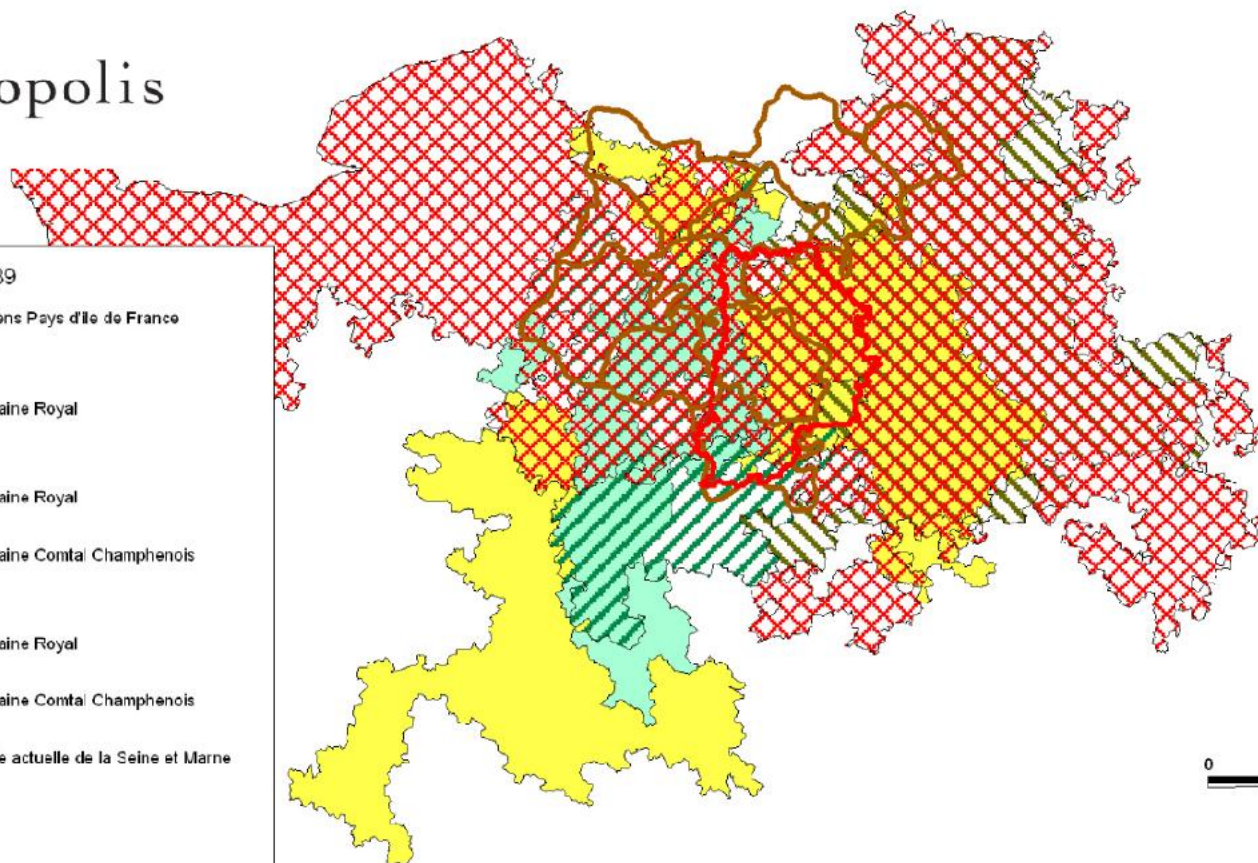 opolis
39
ens Pays d'ile de France
aine Royal
aine Royal
aine Comtal Champhenois
aine Royal
aine Comtal Champhenois
e actuelle de la Seine et Marne
0